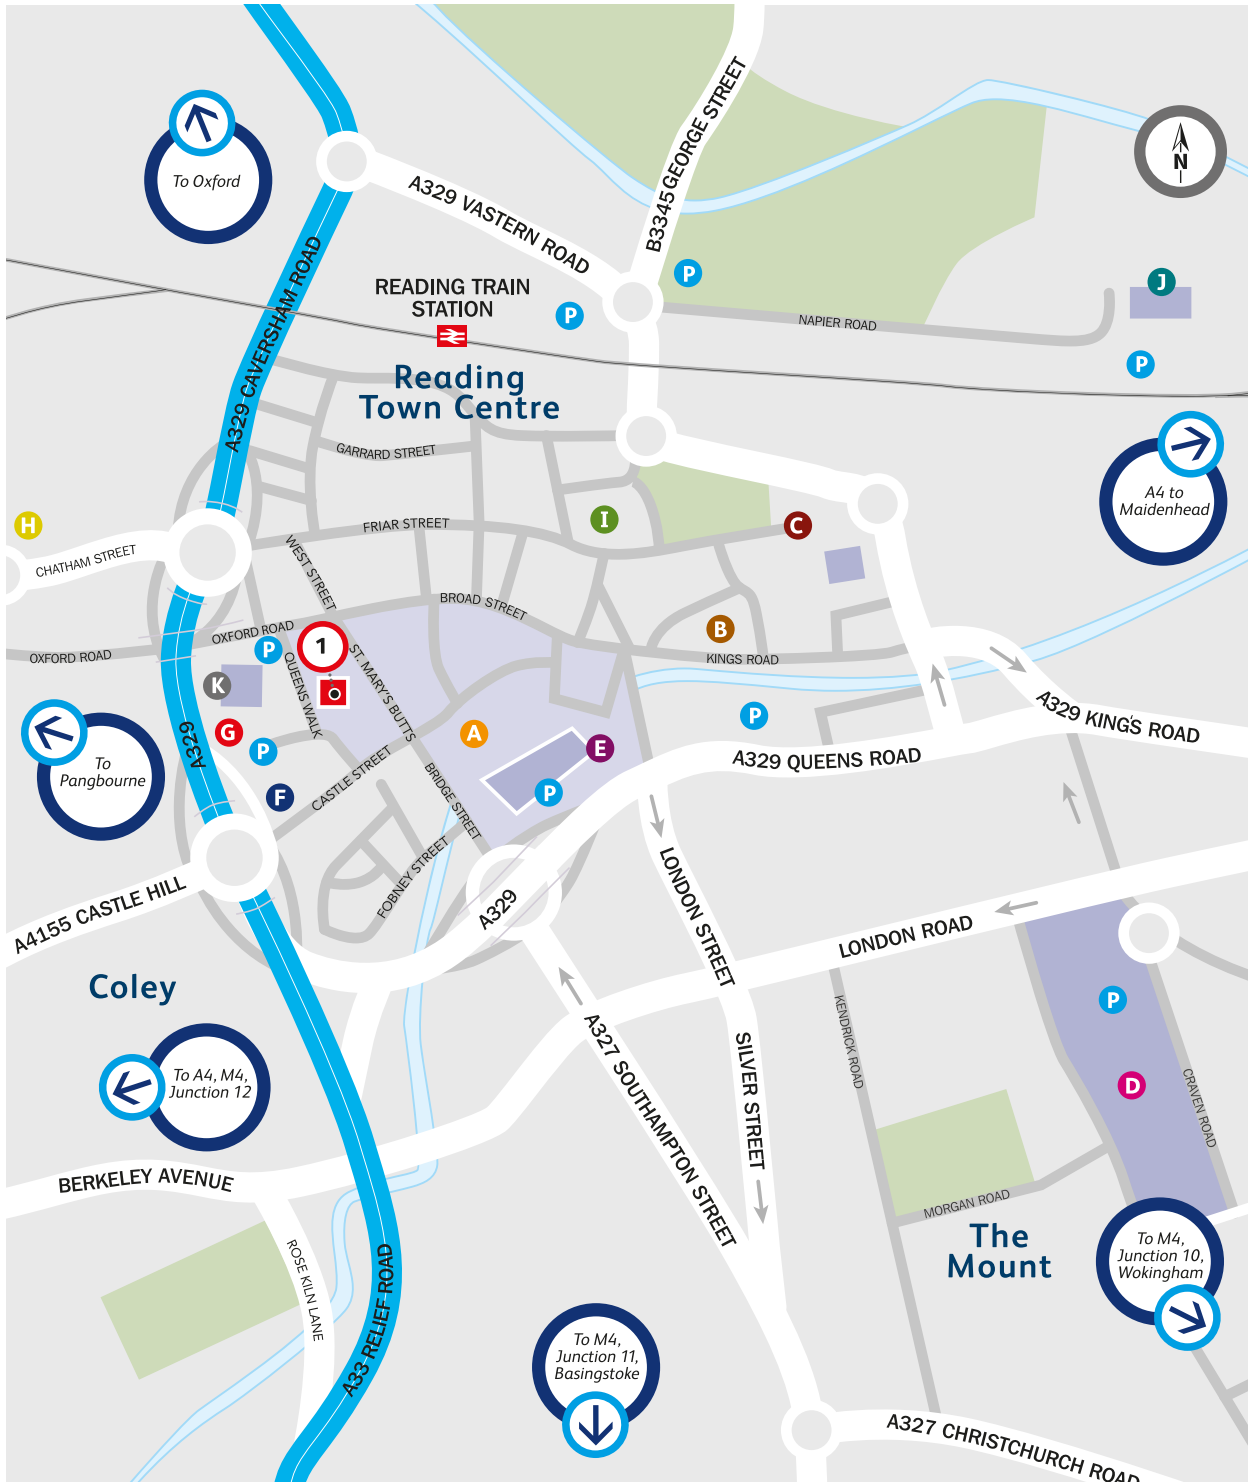 B3345 GEORGE STREET
To Oxford
N
A329 VASTERN ROAD
A329 CAVERSHAM ROAD
READING TRAIN
STATION
P
P
J
NAPIER ROAD
P
Reading
Town Centre
GARRARD STREET
A4 to
Maidenhead
H
I
C
FRIAR STREET
CHATHAM STREET
WEST STREET
BROAD STREET
OXFORD ROAD
OXFORD ROAD
B
KINGS ROAD
1
P
K
QUEENS WALK
ST. MARY'S BUTTS
A329 KING'S ROAD
P
G
A
E
A329
P
To
Pangbourne
CASTLE STREET
A329 QUEENS ROAD
F
BRIDGE STREET
P
FOBNEY STREET
A329
LONDON STREET
A4155 CASTLE HILL
LONDON ROAD
Coley
KENDRICK ROAD
P
A327 SOUTHAMPTON STREET
SILVER STREET
To A4, M4,
Junction 12
D
CRAVEN ROAD
BERKELEY AVENUE
MORGAN ROAD
The
Mount
To M4,
Junction 10,
Wokingham
ROSE KILN LANE
A33 RELIEF ROAD
To M4,
Junction 11,
Basingstoke
A327 CHRISTCHURCH ROAD